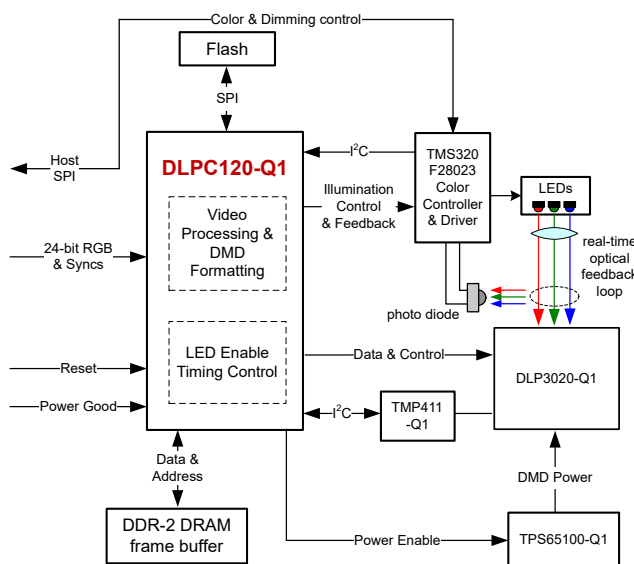 Color & Dimming control
Flash
SPI
Host
SPI
DLPC120-Q1
I²C
TMS320
F28023
Color
Controller
& Driver
LEDs
Video
Processing &
DMD
Formatting
Illumination
Control
& Feedback
24-bit RGB
& Syncs
real-time
optical
feedback
loop
photo diode
LED Enable
Timing Control
Data & Control
DLP3020-Q1
Reset
Power Good
I²C
TMP411
-Q1
Data &
Address
DMD Power
DDR-2 DRAM
frame buffer
Power Enable
TPS65100-Q1